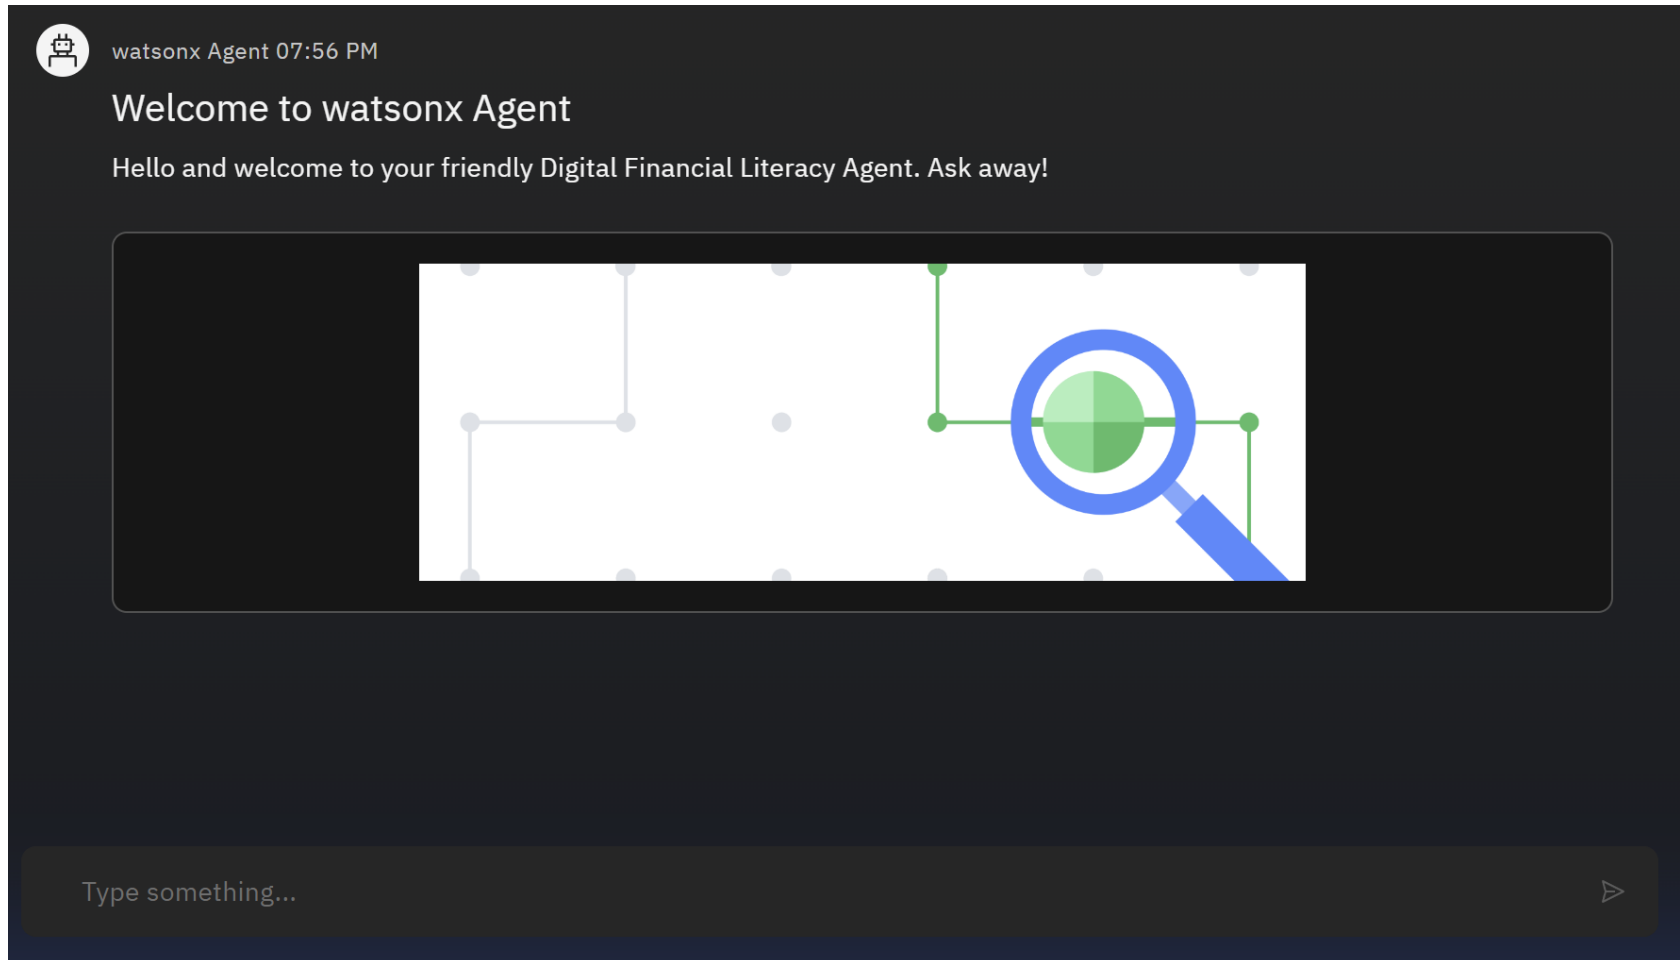 watsonx Agent 07:56 PM
Welcome to watsonx Agent
Hello and welcome to your friendly Digital Financial Literacy Agent. Ask away!
Type something...